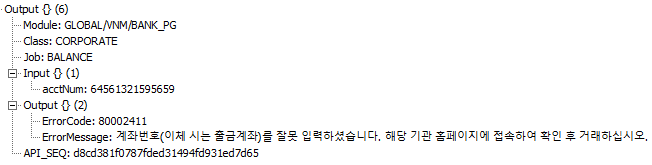 Output {} (6)
Module: GLOBAL/VNM/BANK_PG
Class: CORPORATE
Job: BALANCE
Input {} (1)
acctNum: 64561321595659
Output {} (2)
ErrorCode: 80002411
ErrorMessage: 계좌번호(이체 시는 출금계좌)를 잘못 입력하셨습니다. 해당 기관 홈페이지에 접속하여 확인 후 거래하십시오.
API_SEQ: d8cd381f0787fded31494fd931ed7d65